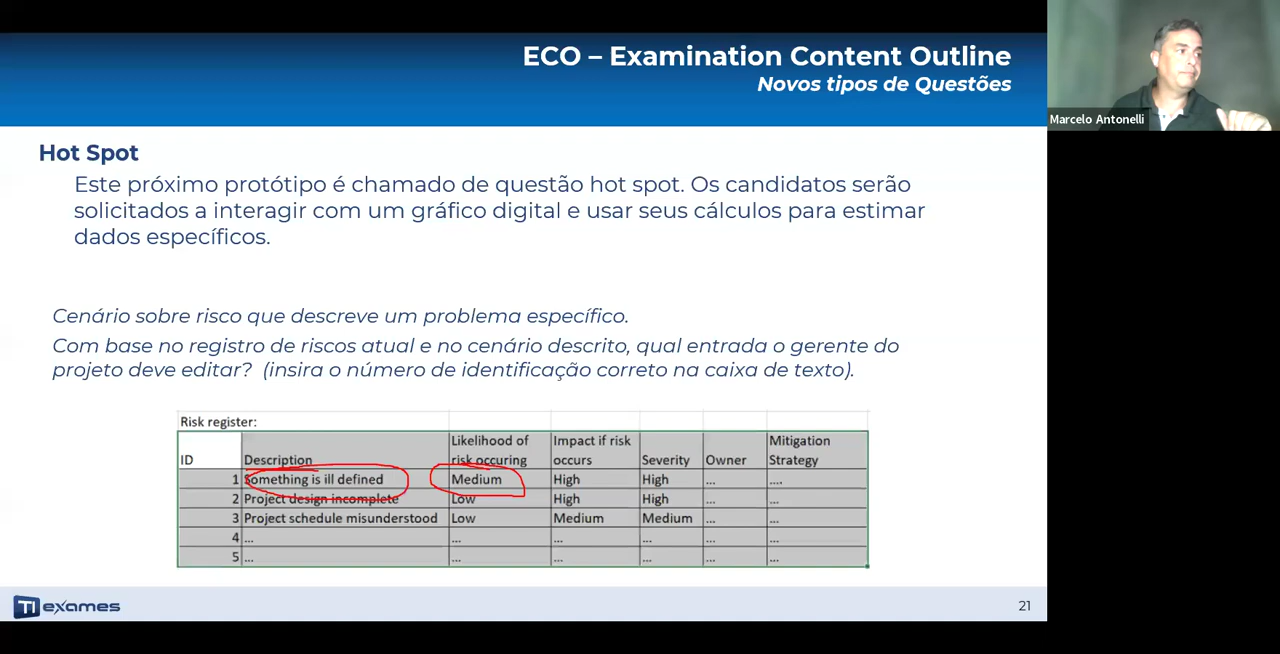 ECO – Examination Content Outline
Novos tipos de Questões
Marcelo Antonelli
Hot Spot
Este próximo protótipo é chamado de questão hot spot. Os candidatos serão
solicitados a interagir com um gráfico digital e usar seus cálculos para estimar
dados específicos.
Cenário sobre risco que descreve um problema específico.
Com base no registro de riscos atual e no cenário descrito, qual entrada o gerente do
projeto deve editar? (insira o número de identificação correto na caixa de texto).
Risk register:
ID Description Likelihood of risk occuring Impact if risk occurs Severity Owner Mitigation Strategy
1 Something is ill defined Medium High High ... ....
2 Project design incomplete Low High High ... ...
3 Project schedule misunderstood Low Medium Medium ... ...
4 ... ... ... ... ... ...
5 ... ... ... ... ... ...
TI exames
21